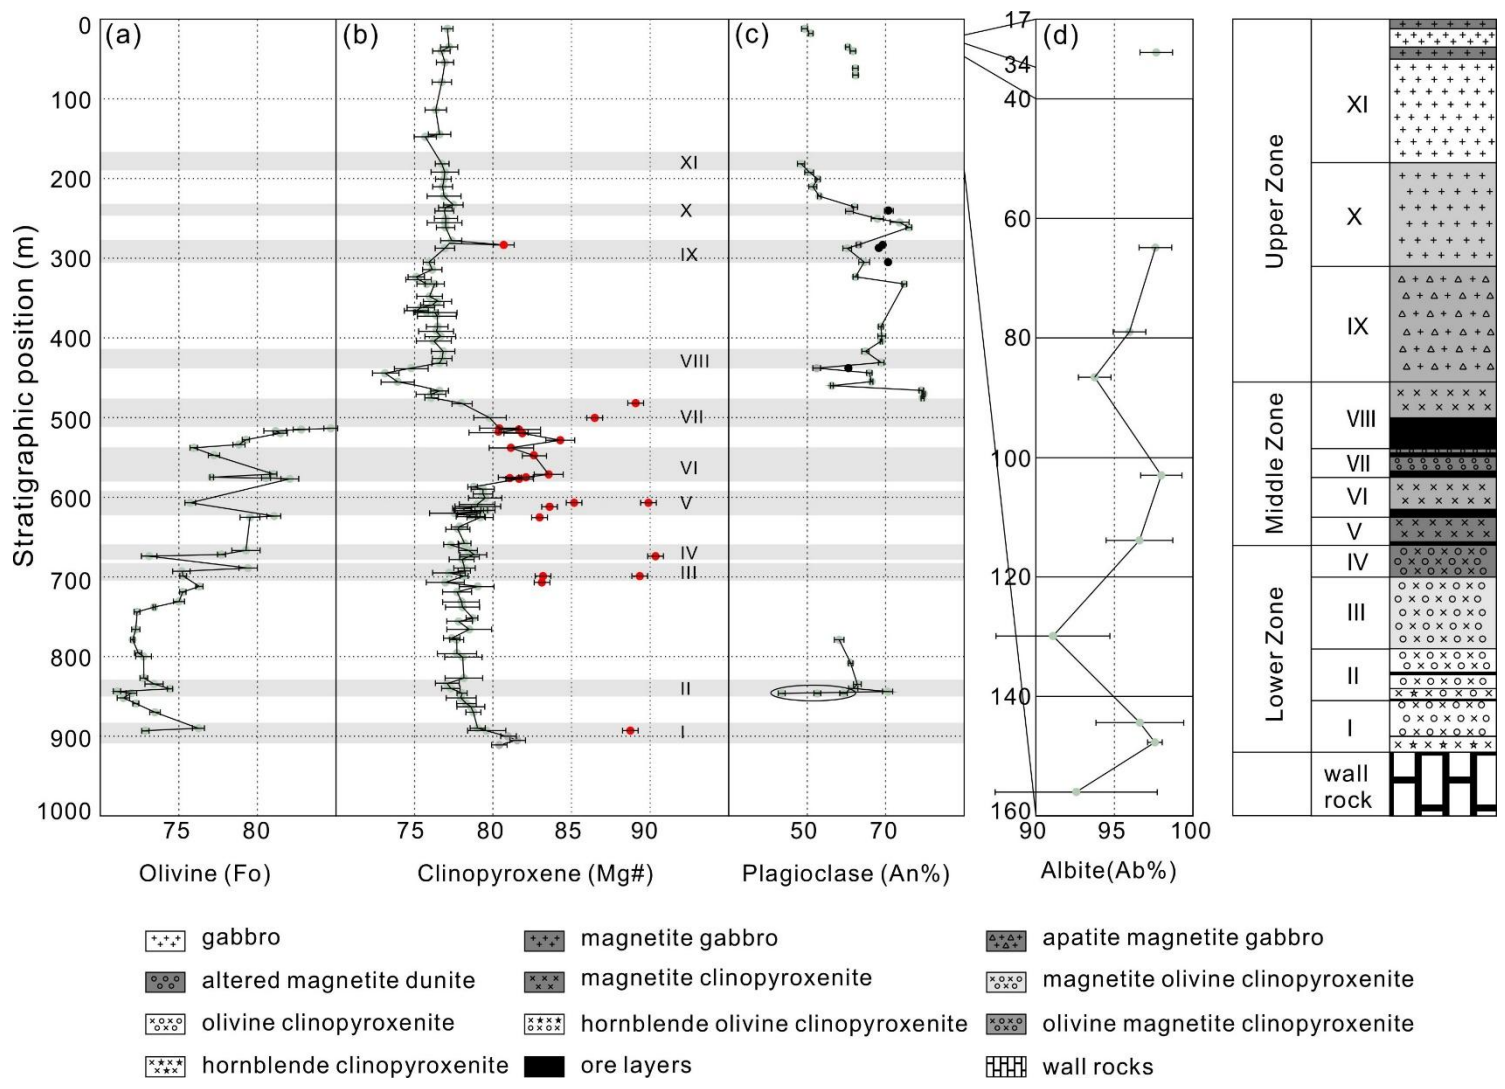 (a)
(b)
(c)
(d)
Stratigraphic position (m)
0
100
200
300
400
500
600
700
800
900
1000
75
80
Olivine (Fo)
XI
X
IX
VIII
VII
VI
V
IV
III
II
I
75
80
85
90
Clinopyroxene (Mg#)
50
70
Plagioclase (An%)
17
34
40
60
80
100
120
140
160
90
95
100
Albite(Ab%)
Upper Zone
Middle Zone
Lower Zone
XI
X
IX
VIII
VII
VI
V
IV
III
II
I
wall
rock
gabbro
magnetite gabbro
apatite magnetite gabbro
altered magnetite dunite
magnetite clinopyroxenite
magnetite olivine clinopyroxenite
olivine clinopyroxenite
hornblende olivine clinopyroxenite
olivine magnetite clinopyroxenite
hornblende clinopyroxenite
ore layers
wall rocks